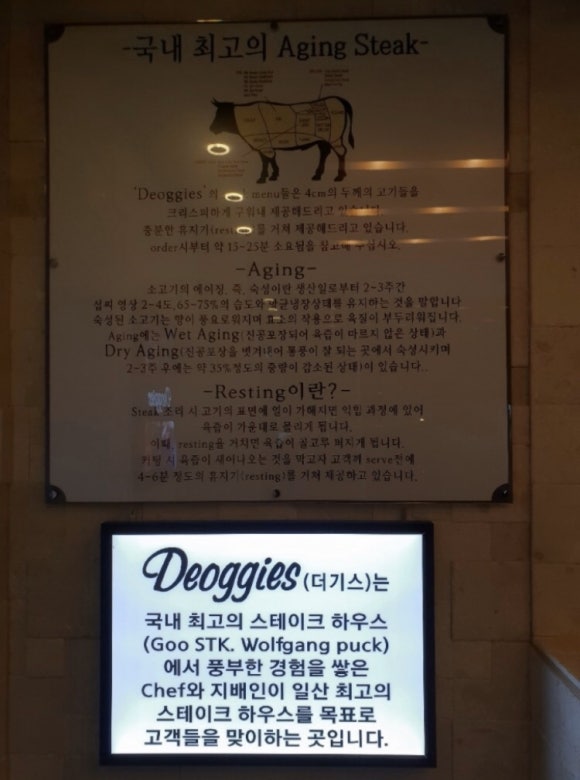 -국내 최고의 Aging Steak-
'Deoggies'의 menu들은 4cm의 두께의 고기들을
크리스피하게 구워내 제공해드리고
충분한 휴지기 거쳐 제공해드리고 있습니다.
order시부터 약 15-25분 소요됨을 참고해 주십시오.
-Aging-
소고기의 에이징, 즉, 숙성이란 생산일로부터 2-3주간
섭씨 영상 2-4도, 65-75%의 습도와 유지하는 것을 말합니다
숙성된 소고기는 향이 풍요로워지며 효소의 작용으로 육질이 부드러워집니다.
Aging에는 Wet Aging(진공포장되어 육즙이 마르지 않은 상태)과
Dry Aging(진공포장을 벗겨내어 통풍이 잘 되는 곳에서 숙성시키며
2-3주 후에는 약 35%정도의 중량이 감소된 상태)이 있습니다..
-Resting이란?-
Steak 조리 시 고기의 표면에 열이 가해지면 익힘 과정에 있어
육즙이 가운데로 몰리게 됩니다.
이때, resting을 거치면 육즙이 골고루 퍼지게 됩니다.
커팅 시 육즙이 새어나오는 것을 막고자 고객께 serve전에
4-6분 정도의 휴지기(resting)를 거쳐 제공하고 있습니다.
Deoggies (더기스)는
국내 최고의 스테이크 하우스
(Goo STK. Wolfgang puck)
에서 풍부한 경험을 쌓은
Chef와 지배인이 일산 최고의
스테이크 하우스를 목표로
고객들을 맞이하는 곳입니다.